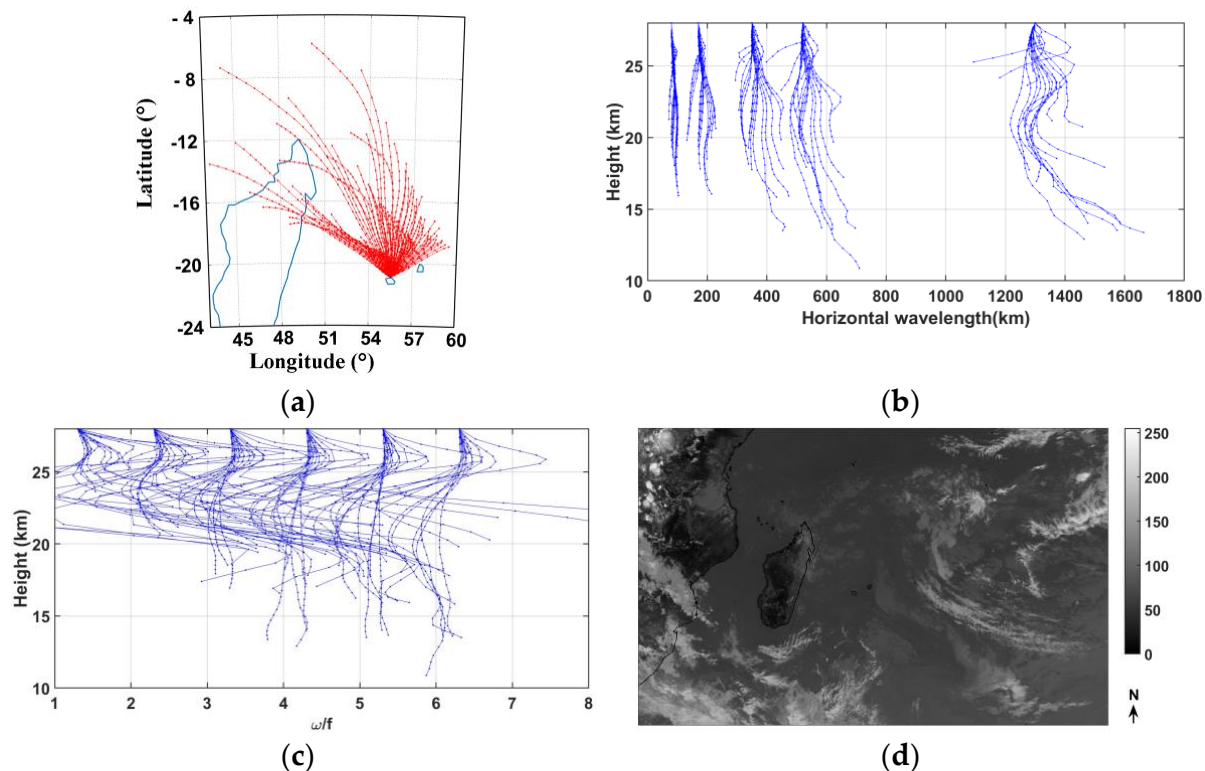 - 4
- 8
-12
-16
-20
-24
Latitude (°)
45 48 51 54 57 60
Longitude (°)
(a)
25
20
15
10
Height (km)
0 200 400 600 800 1000 1200 1400 1600 1800
Horizontal wavelength(km)
(b)
25
20
15
10
Height (km)
1 2 3 4 5 6 7 8
ω/f
(c)
250
200
150
100
50
0
N
(d)